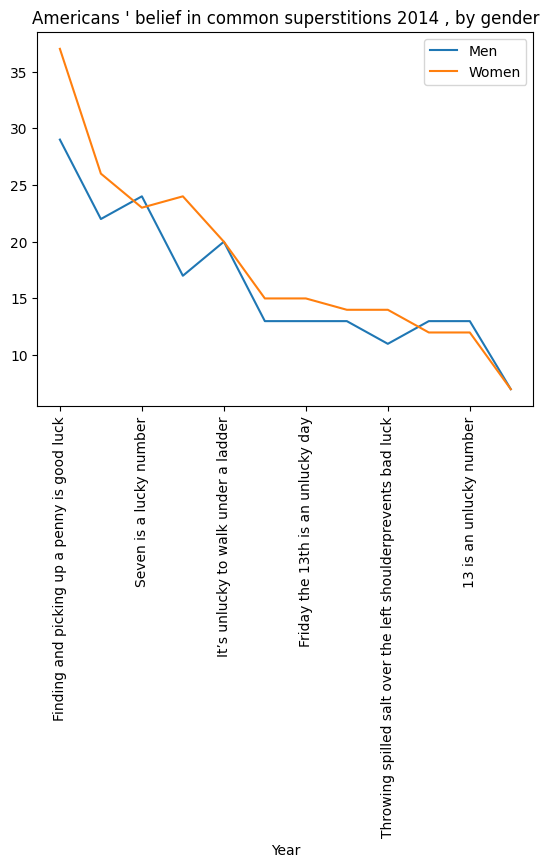 Americans ' belief in common superstitions 2014 , by gender
Men
Women
35
30
25
20
15
10
Finding and picking up a penny is good luck
Seven is a lucky number
It’s unlucky to walk under a ladder
Friday the 13th is an unlucky day
Throwing spilled salt over the left shoulderprevents bad luck
13 is an unlucky number
Year